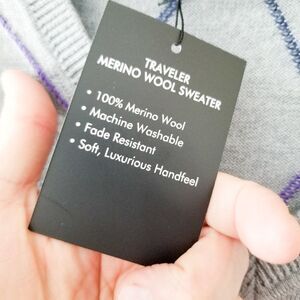 TRAVELER
MERINO WOOL SWEATER
• 100% Merino Wool
• Machine Washable
• Fade Resistant
• Soft, Luxurious Handfeel